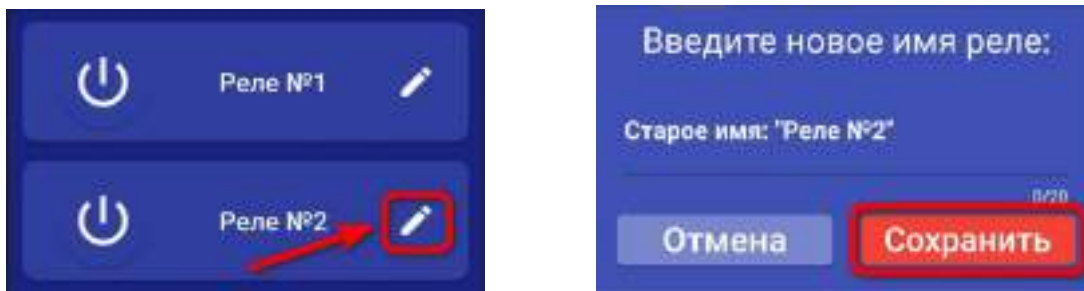 Реле №1
Реле №2
Введите новое имя реле:
Старое имя: "Реле №2"
0/20
Отмена
Сохранить